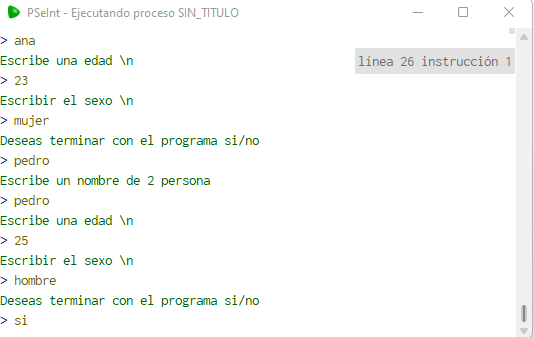 PSeInt - Ejecutando proceso SIN_TITULO
> ana
Escribe una edad \n
línea 26 instrucción 1
> 23
Escribir el sexo \n
> mujer
Deseas terminar con el programa si/no
> pedro
Escribe un nombre de 2 persona
> pedro
Escribe una edad \n
> 25
Escribir el sexo \n
> hombre
Deseas terminar con el programa si/no
> si